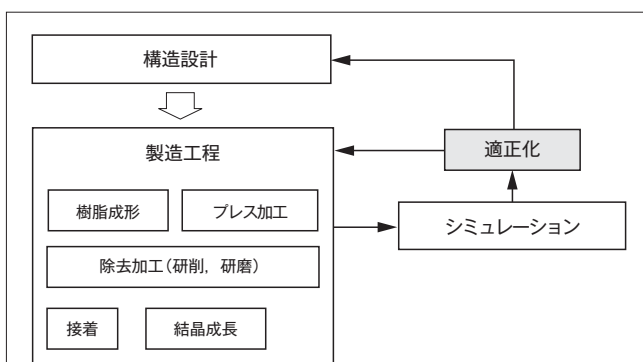 構造設計
製造工程
適正化
樹脂成形
プレス加工
シミュレーション
除去加工(研削，研磨)
接着
結晶成長